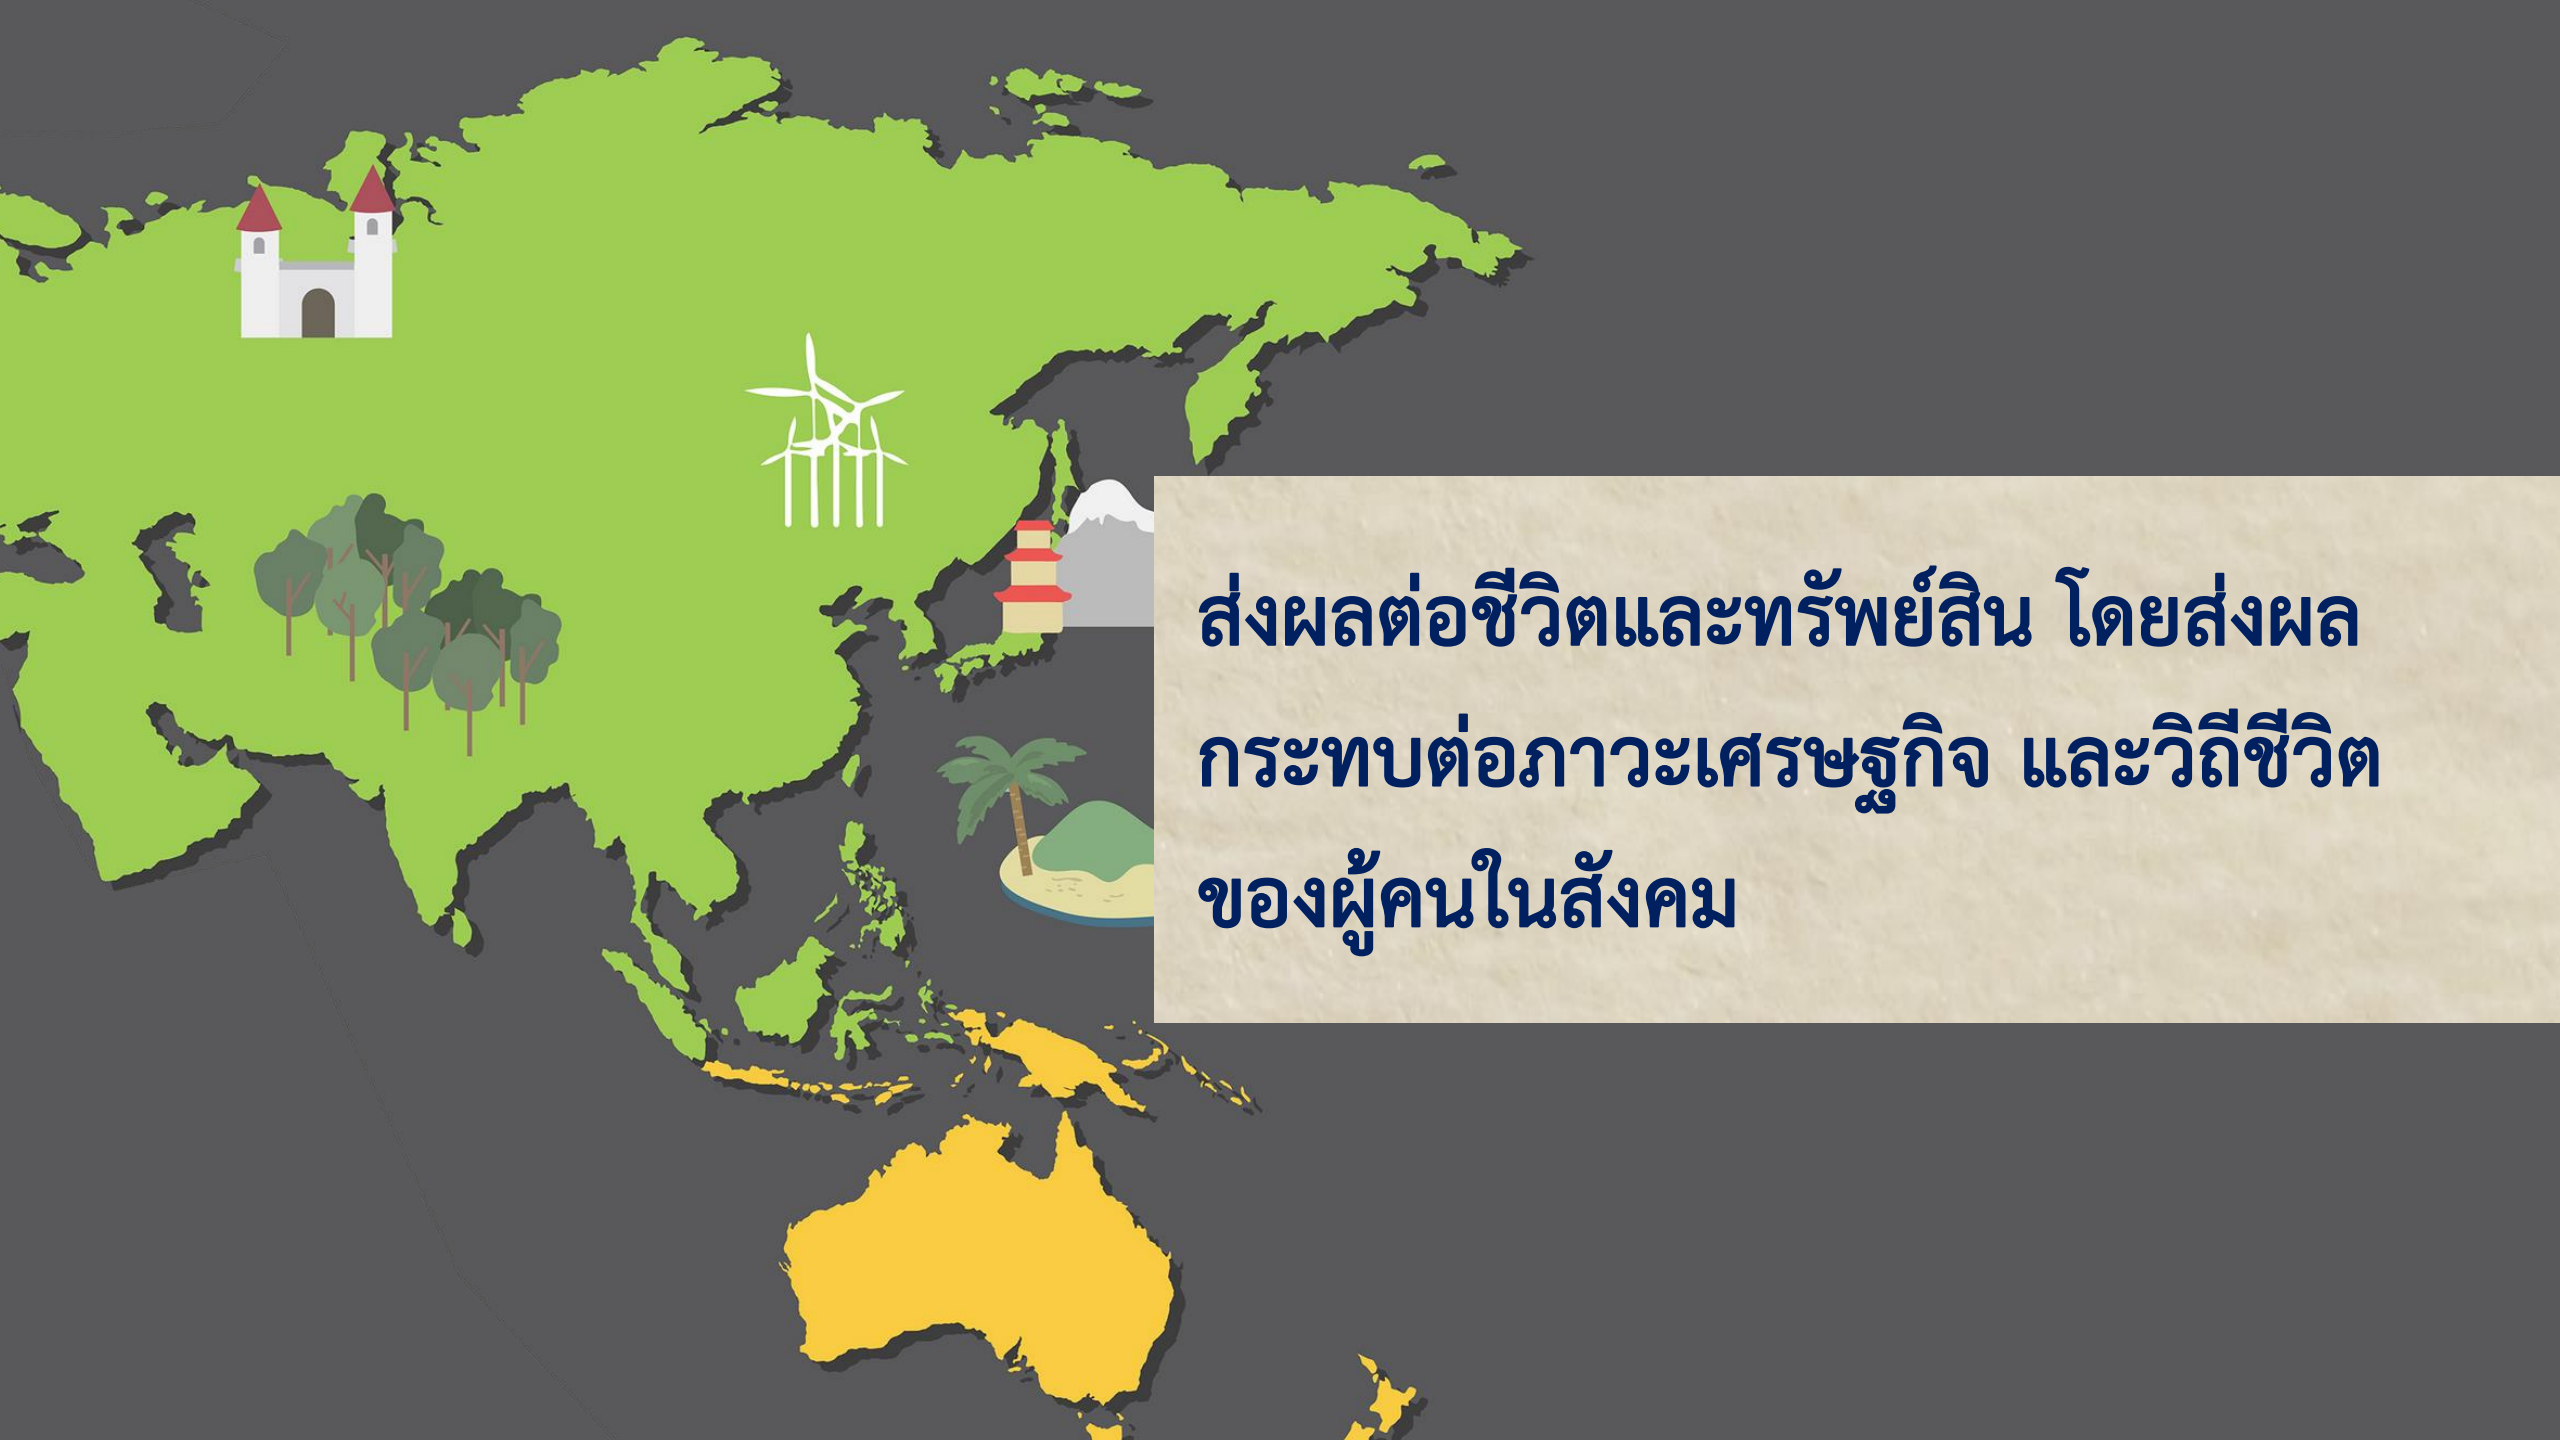 ส่งผลต่อชีวิตและทรัพย์สิน โดยส่งผล
กระทบต่อภาวะเศรษฐกิจ และวิถีชีวิต
ของผู้คนในสังคม